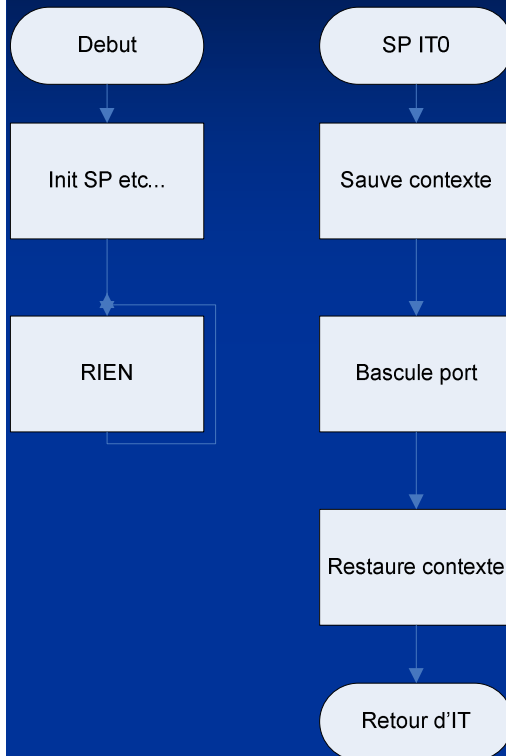 Debut
Init SP etc...
RIEN
SP IT0
Sauve contexte
Bascule port
Restaure contexte
Retour d’IT